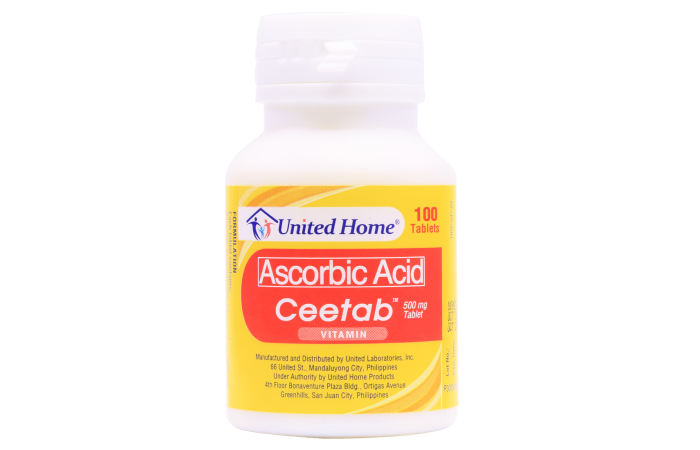 United Home®
100
Tablets
Ascorbic Acid
Ceetab™
500 mg
Tablet
VITAMIN
Manufactured and Distributed by United Laboratories, Inc.
66 United St., Mandaluyong City, Philippines
Under Authority by United Home Products
4th Floor Bonaventure Plaza Bldg., Ortigas Avenue
Greenhills, San Juan City, Philippines
FORMULATION
Lot No.